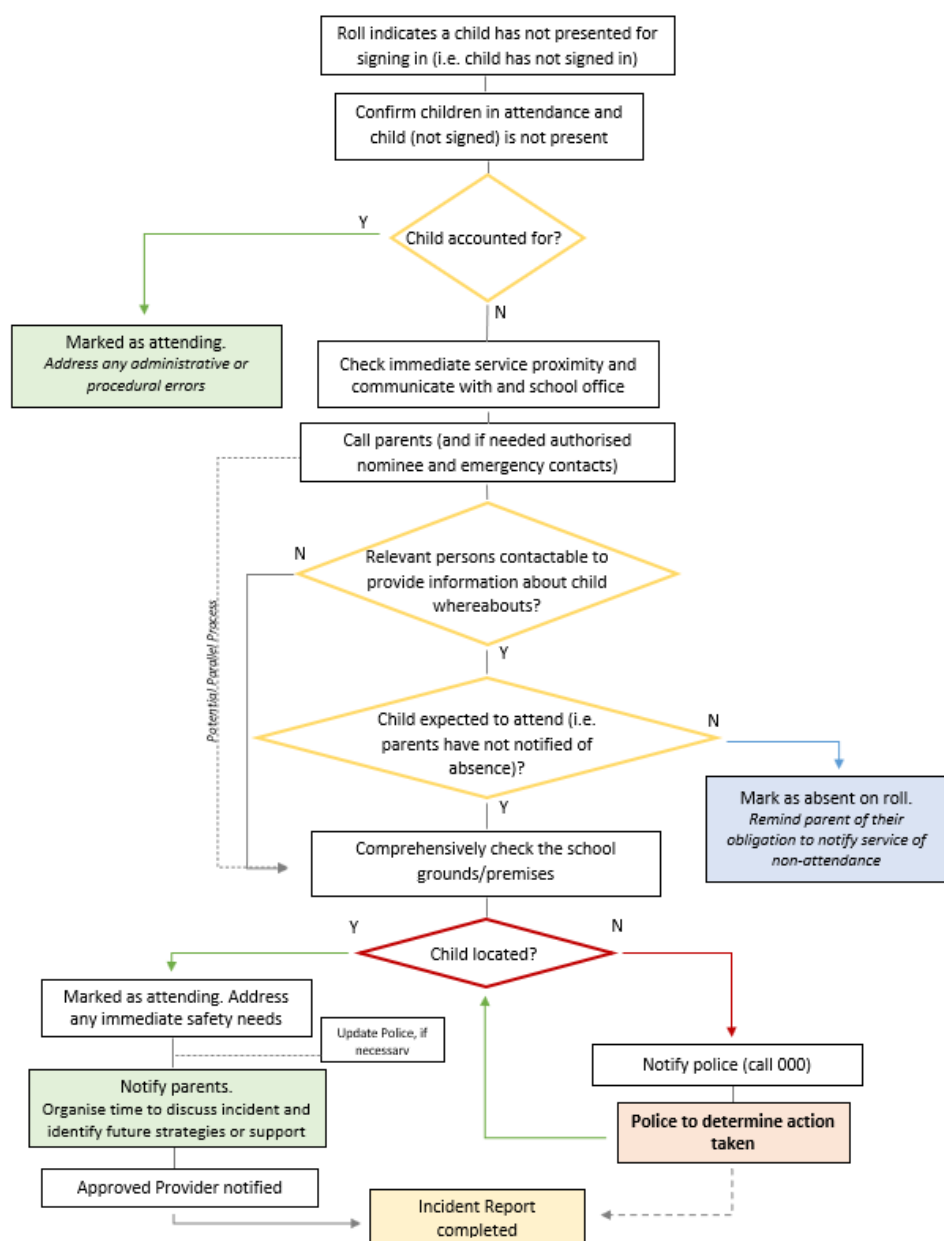 Roll indicates a child has not presented for
signing in (i.e. child has not signed in)
Confirm children in attendance and
child (not signed) is not present
Y
Child accounted for?
N
Marked as attending.
Address any administrative or
procedural errors
Check immediate service proximity and
communicate with and school office
Call parents (and if needed authorised
nominee and emergency contacts)
Potential Parallel Process
N
Relevant persons contactable to
provide information about child
whereabouts?
Y
Child expected to attend (i.e.
parents have not notified of
absence)?
N
Mark as absent on roll.
Remind parent of their
obligation to notify service of
non-attendance
Y
Comprehensively check the school
grounds/premises
Y
Child located?
N
Marked as attending. Address
any immediate safety needs
Update Police, if
necessary
Notify police (call 000)
Notify parents.
Organise time to discuss incident and
identify future strategies or support
Police to determine action
taken
Approved Provider notified
Incident Report
completed